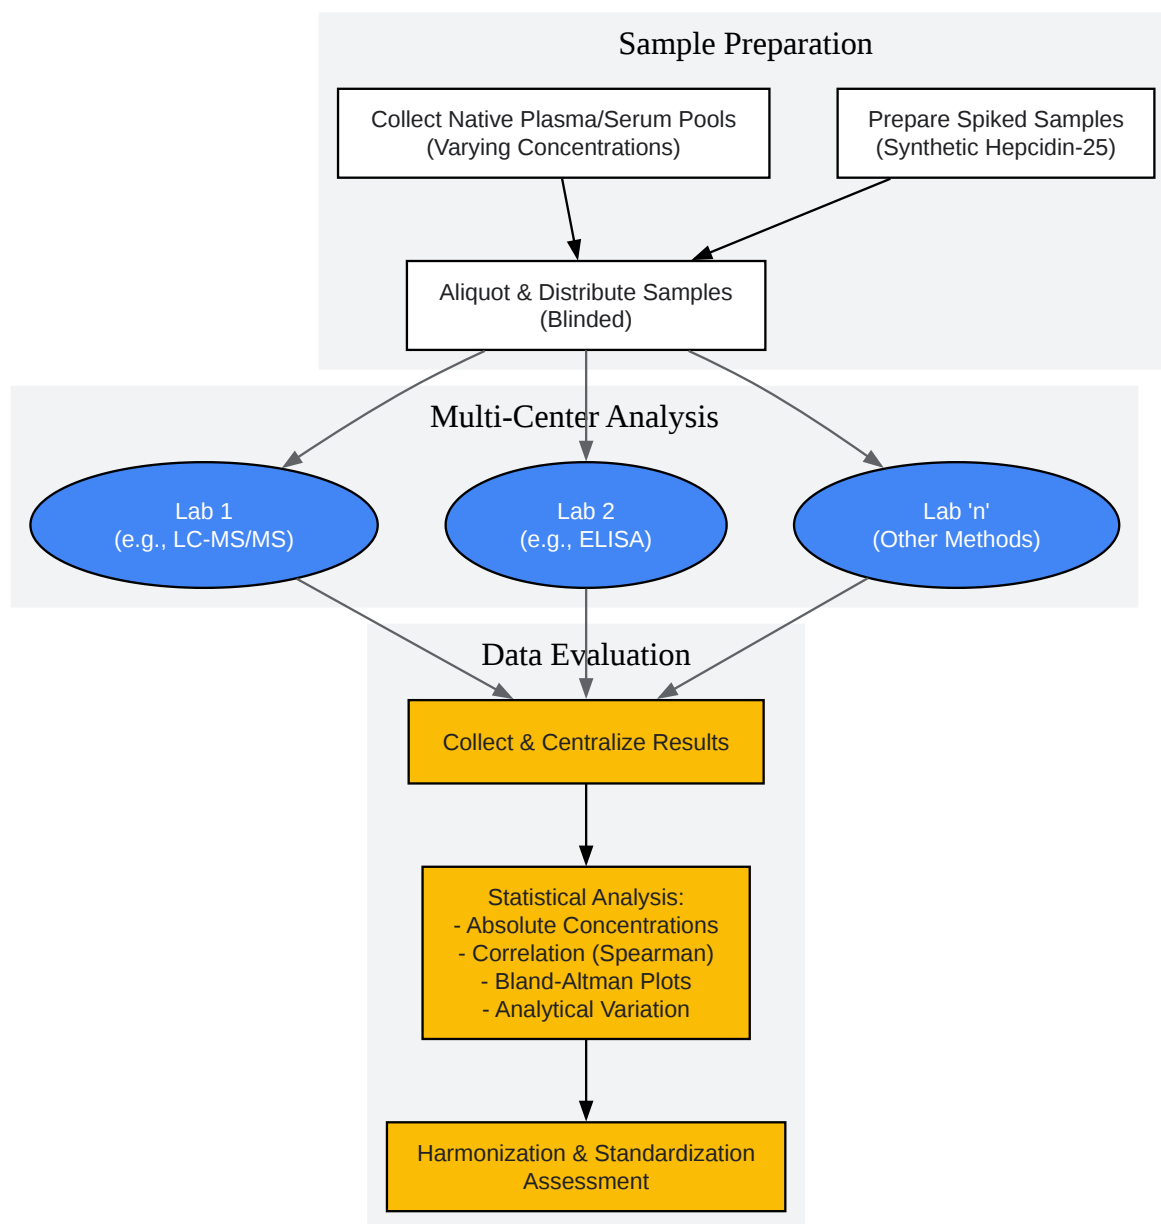 Sample Preparation
Collect Native Plasma/Serum Pools
(Varying Concentrations)
Prepare Spiked Samples
(Synthetic Hepcidin-25)
Aliquot & Distribute Samples
(Blinded)
Multi-Center Analysis
Lab 1
(e.g., LC-MS/MS)
Lab 2
(e.g., ELISA)
Lab 'n'
(Other Methods)
Data Evaluation
Collect & Centralize Results
Statistical Analysis:
- Absolute Concentrations
- Correlation (Spearman)
- Bland-Altman Plots
- Analytical Variation
Harmonization & Standardization
Assessment